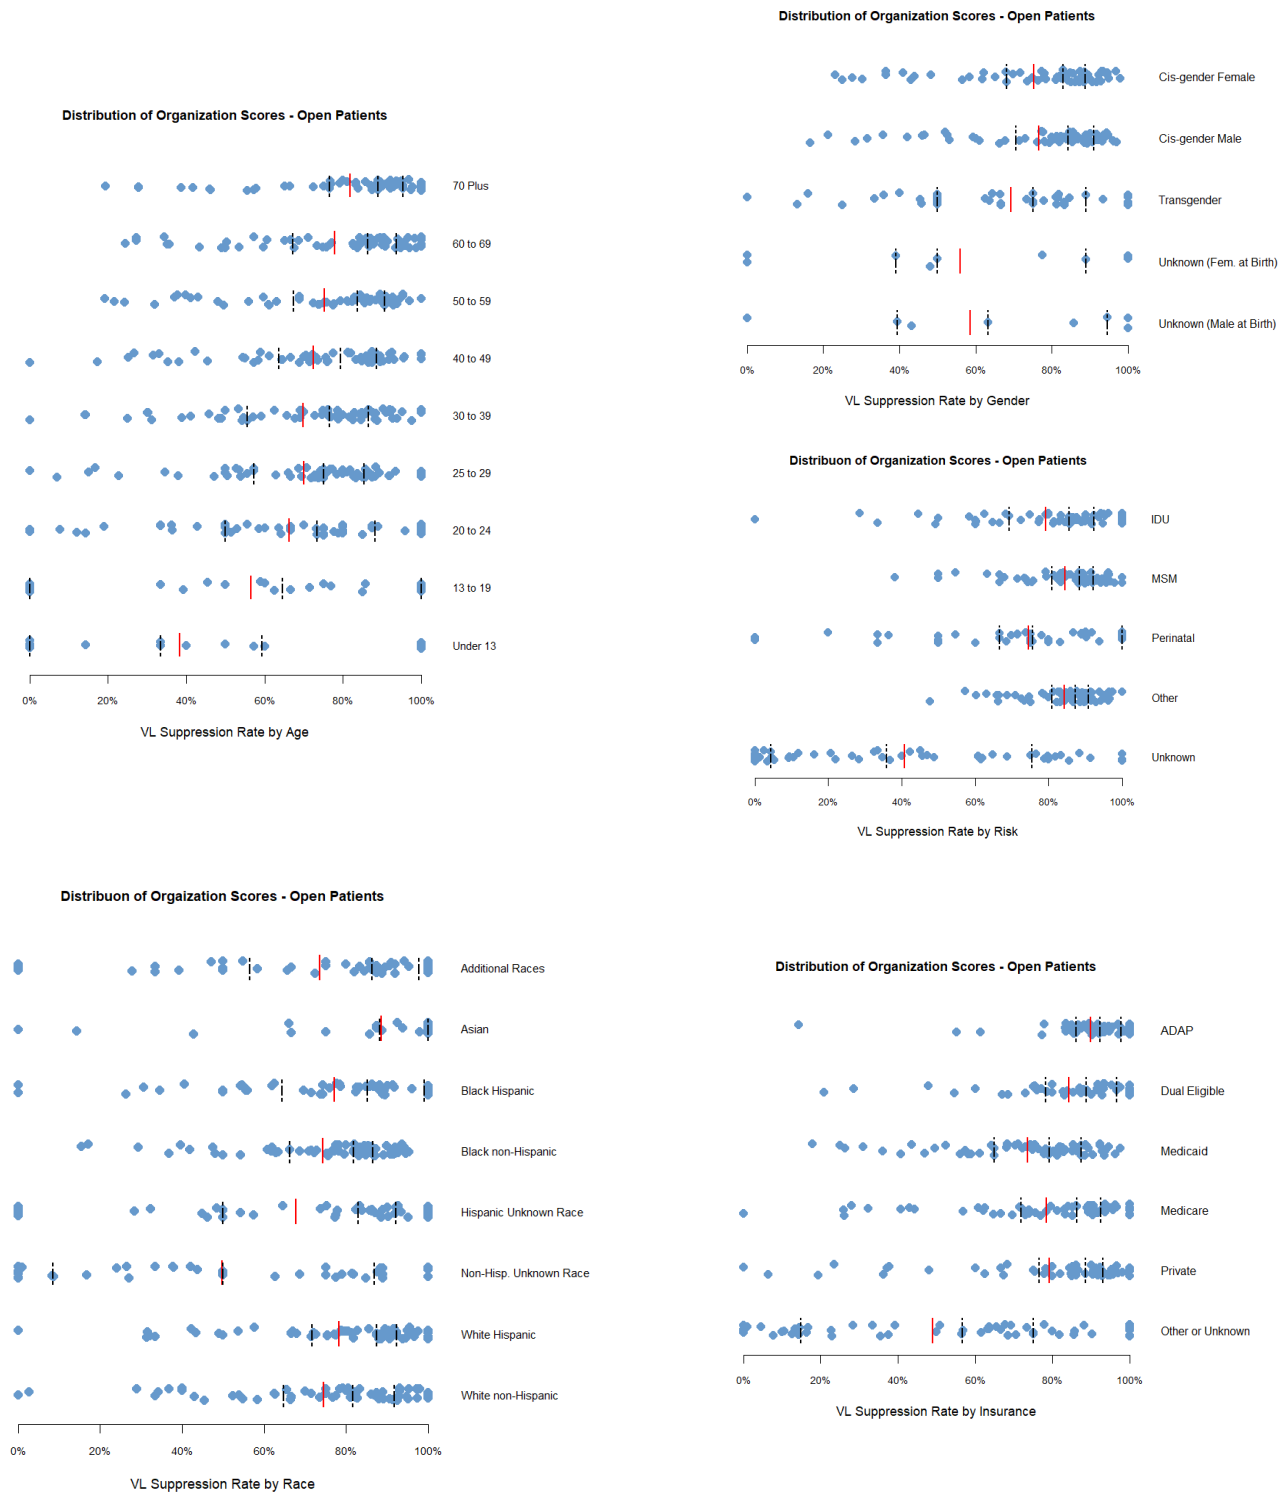 Distribution of Organization Scores - Open Patients
70 Plus
60 to 69
50 to 59
40 to 49
30 to 39
25 to 29
20 to 24
13 to 19
Under 13
0% 20% 40% 60% 80% 100%
VL Suppression Rate by Age
Distribution of Organization Scores - Open Patients
Cis-gender Female
Cis-gender Male
Transgender
Unknown (Fem. at Birth)
Unknown (Male at Birth)
0% 20% 40% 60% 80% 100%
VL Suppression Rate by Gender
Distribuon of Organization Scores - Open Patients
IDU
MSM
Perinatal
Other
Unknown
0% 20% 40% 60% 80% 100%
VL Suppression Rate by Risk
Distribuon of Orgaization Scores - Open Patients
Additional Races
Asian
Black Hispanic
Black non-Hispanic
Hispanic Unknown Race
Non-Hisp. Unknown Race
White Hispanic
White non-Hispanic
0% 20% 40% 60% 80% 100%
VL Suppression Rate by Race
Distribution of Organization Scores - Open Patients
ADAP
Dual Eligible
Medicaid
Medicare
Private
Other or Unknown
0% 20% 40% 60% 80% 100%
VL Suppression Rate by Insurance